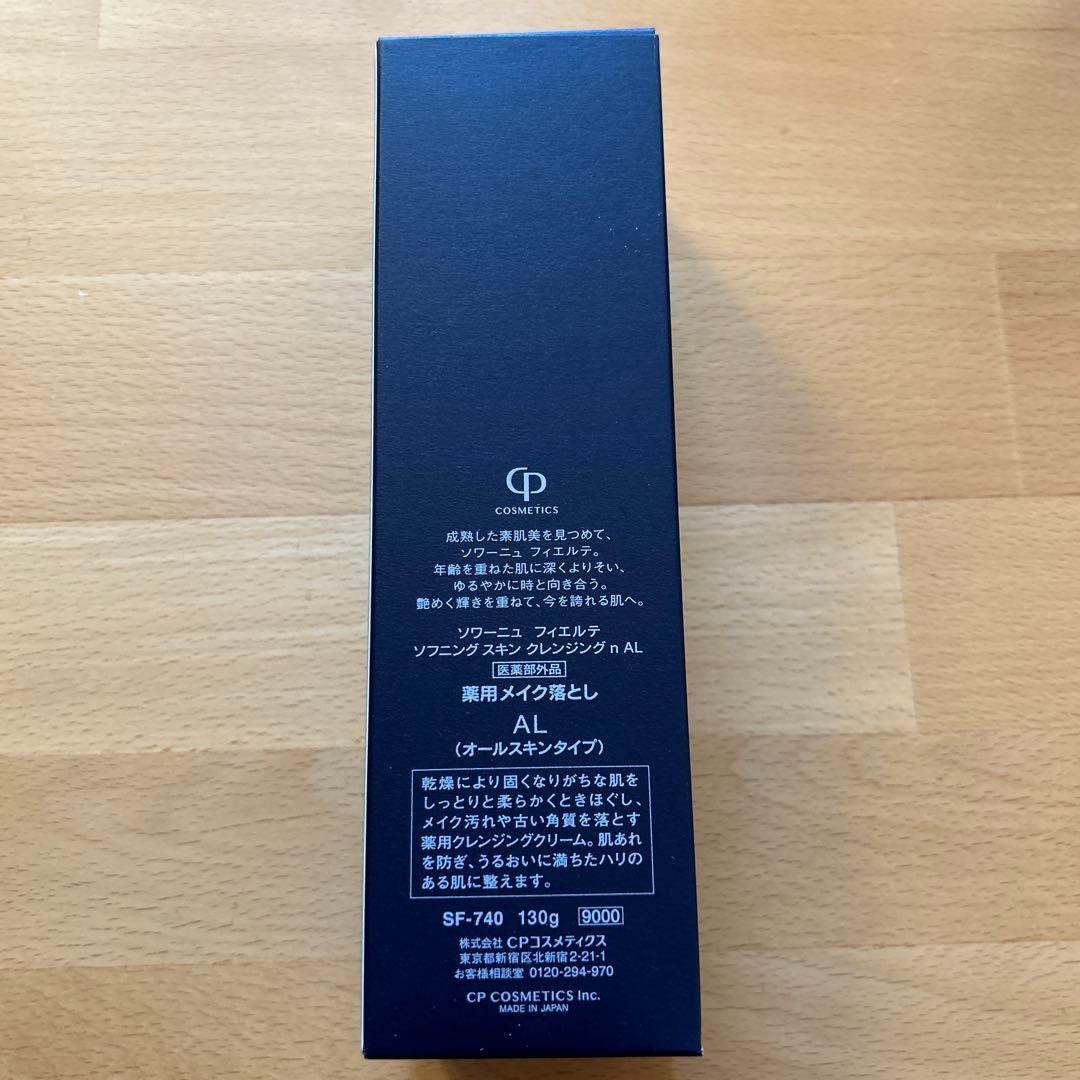 CP
COSMETICS
成熟した素肌美を見つめて、
ソワーニュ フィエルテ。
年齢を重ねた肌に深くよりそい、
ゆるやかに時と向き合う。
艶めく輝きを重ねて、今を誇れる肌へ。
ソワーニュ フィエルテ
ソフニング スキン クレンジング n AL
医薬部外品
薬用メイク落とし
AL
(オールスキンタイプ)
乾燥により固くなりがちな肌を
しっとりと柔らかくときほぐし、
メイク汚れや古い角質を落とす
薬用クレンジングクリーム。肌あれ
を防ぎ、うるおいに満ちたハリの
ある肌に整えます。
SF-740 130g 9000
株式会社 CPコスメティクス
東京都新宿区北新宿2-21-1
お客様相談室 0120-294-970
CP COSMETICS Inc.
MADE IN JAPAN